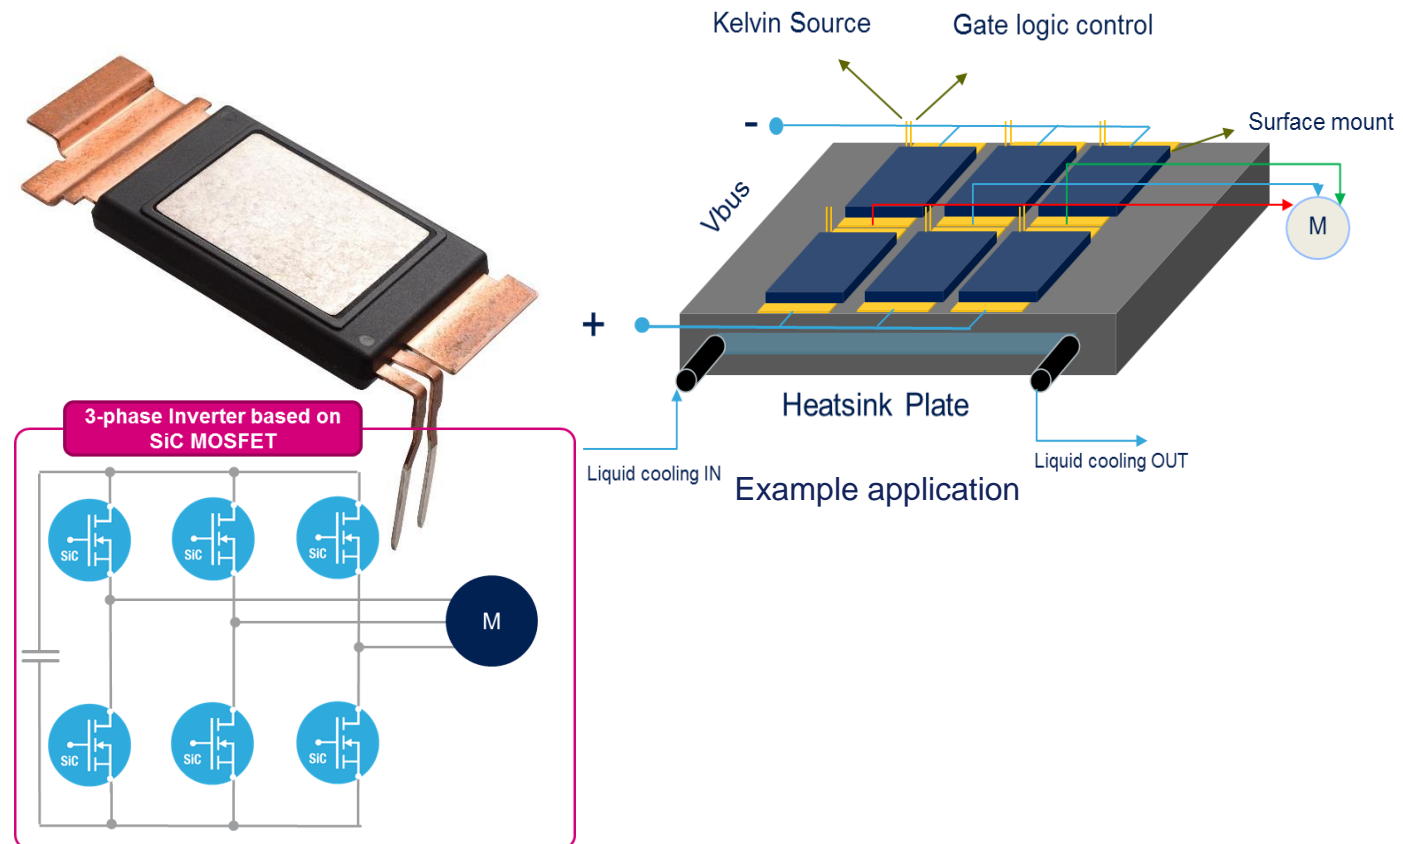 Kelvin Source
Gate logic control
-
Surface mount
Vbus
M
+
Heatsink Plate
Liquid cooling IN
Liquid cooling OUT
Example application
3-phase Inverter based on
SiC MOSFET
SiC
SiC
SiC
M
SiC
SiC
SiC